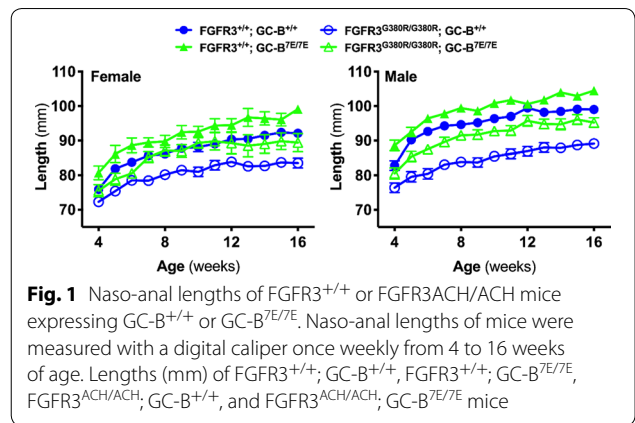 FGFR3+/+; GC-B+/+ FGFR3G380R/G380R; GC-B+/+
FGFR3+/+; GC-B7E/7E FGFR3G380R/G380R; GC-B7E/7E
Female
Length (mm)
110
100
90
80
70
4 8 12 16
Age (weeks)
Male
Length (mm)
110
100
90
80
70
4 8 12 16
Age (weeks)
Fig. 1 Naso-anal lengths of FGFR3+/+ or FGFR3ACH/ACH mice
expressing GC-B+/+ or GC-B7E/7E. Naso-anal lengths of mice were
measured with a digital caliper once weekly from 4 to 16 weeks
of age. Lengths (mm) of FGFR3+/+; GC-B+/+, FGFR3+/+; GC-B7E/7E,
FGFR3ACH/ACH; GC-B+/+, and FGFR3ACH/ACH; GC-B7E/7E mice